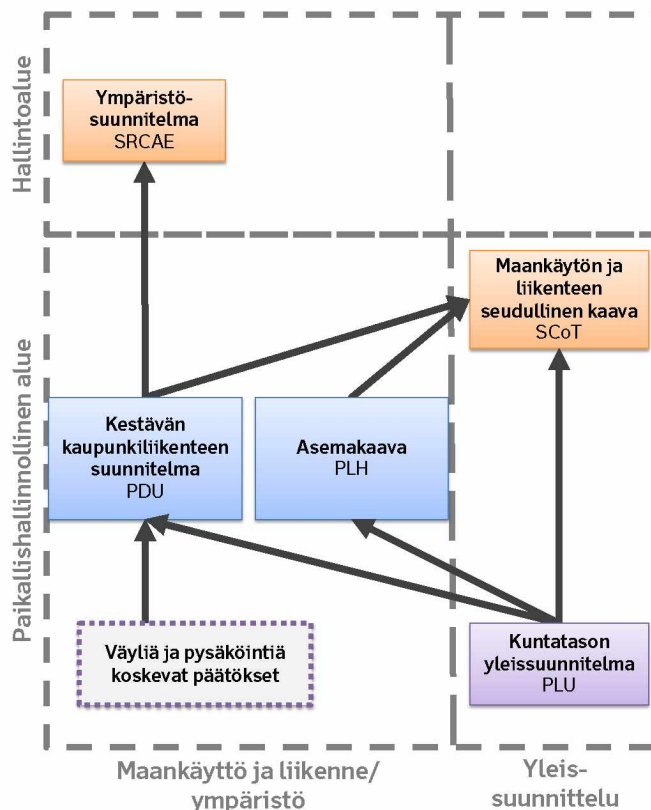 Hallintoalue
Ympäristö-
suunnitelma
SRCAE
Paikallishallinnollinen alue
Maankäytön ja
liikenteen
seudullinen kaava
SCoT
Kestävän
kaupunkiliikenteen
suunnitelma
PDU
Asemakaava
PLH
Väyliä ja pysäköintiä
koskevat päätökset
Kuntatason
yleissuunnitelma
PLU
Maankäyttö ja liikenne/
ympäristö
Yleis-
suunnittelu